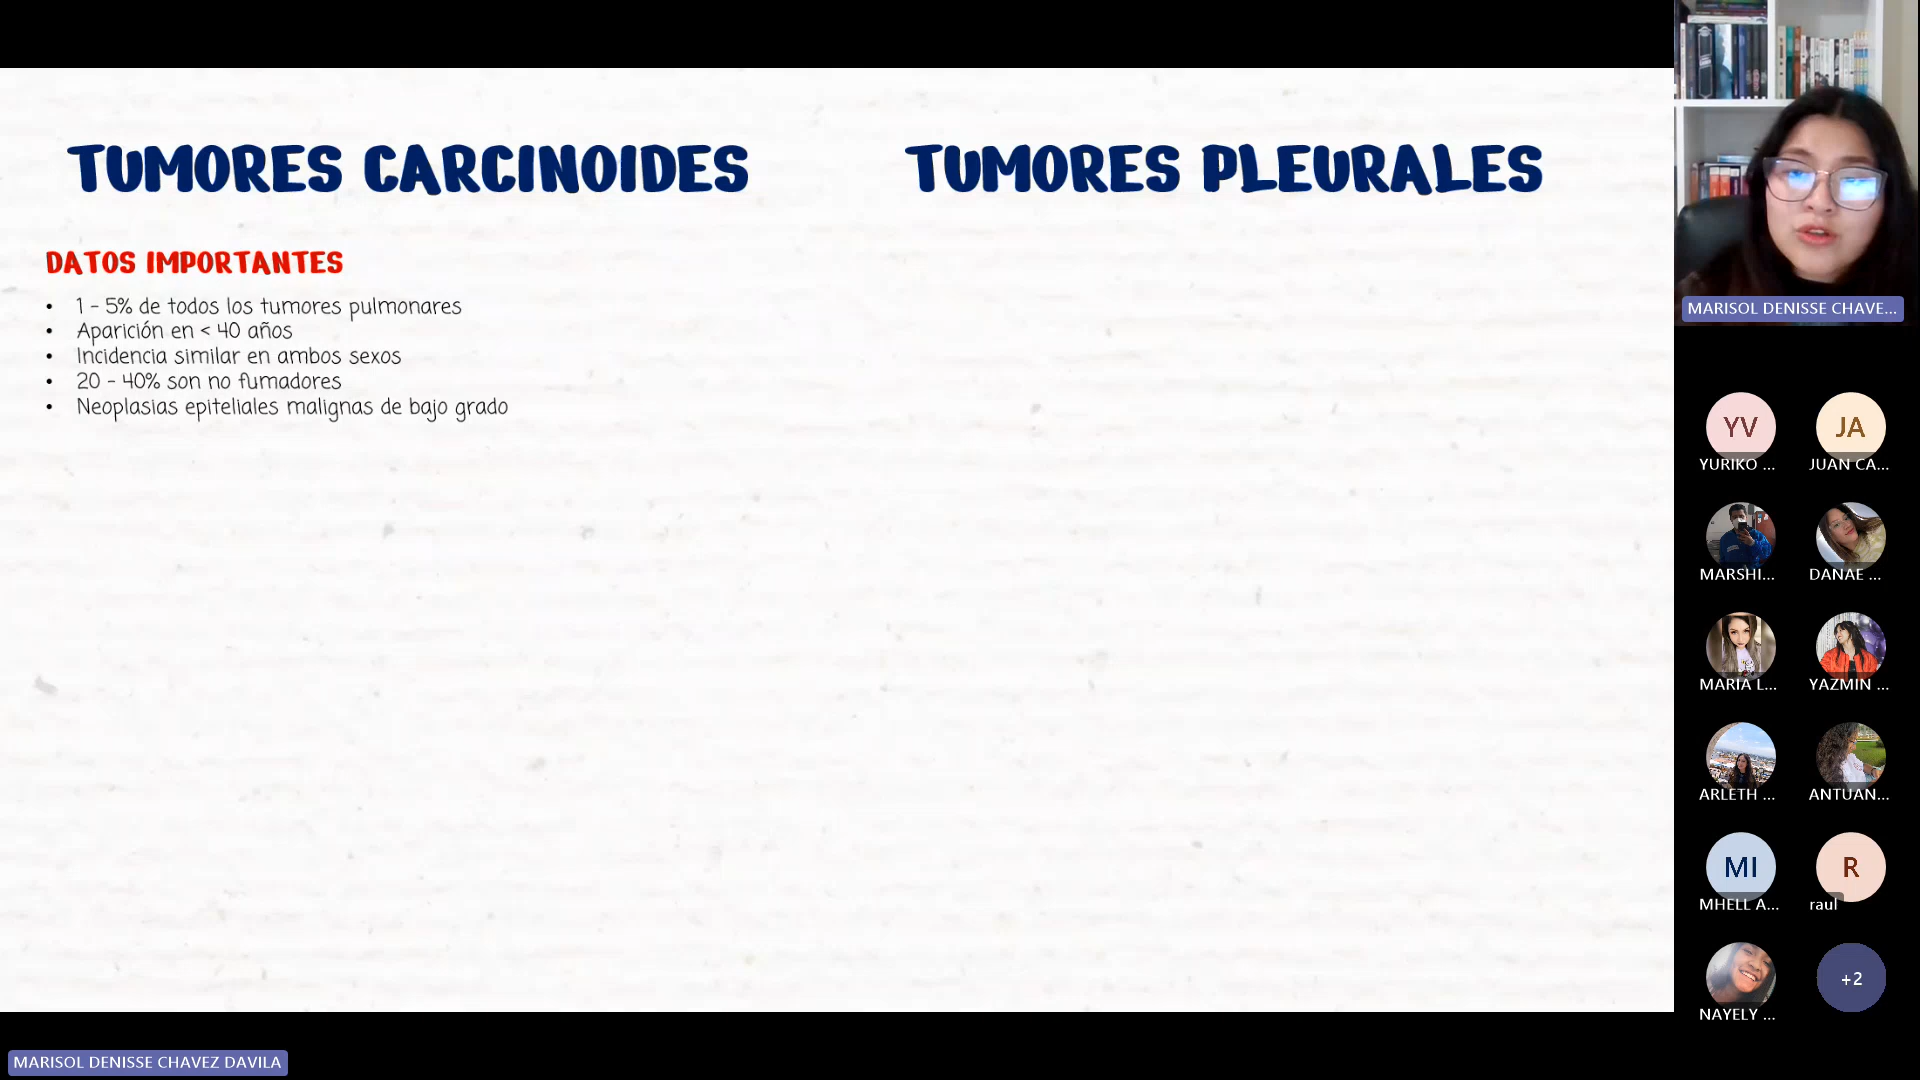 TUMORES CARCINOIDES
TUMORES PLEURALES
DATOS IMPORTANTES
• 1 - 5% de todos los tumores pulmonares
• Aparición en < 40 años
• Incidencia similar en ambos sexos
• 20 - 40% son no fumadores
• Neoplasias epiteliales malignas de bajo grado
MARISOL DENISSE CHAVE...
YV
YURIKO ...
JA
JUAN CA...
MARSHI...
DANAE ...
MARIA L...
YAZMIN ...
ARLETH ...
ANTUAN...
MI
MHELL A...
R
raul
NAYELY ...
+2
MARISOL DENISSE CHAVEZ DAVILA